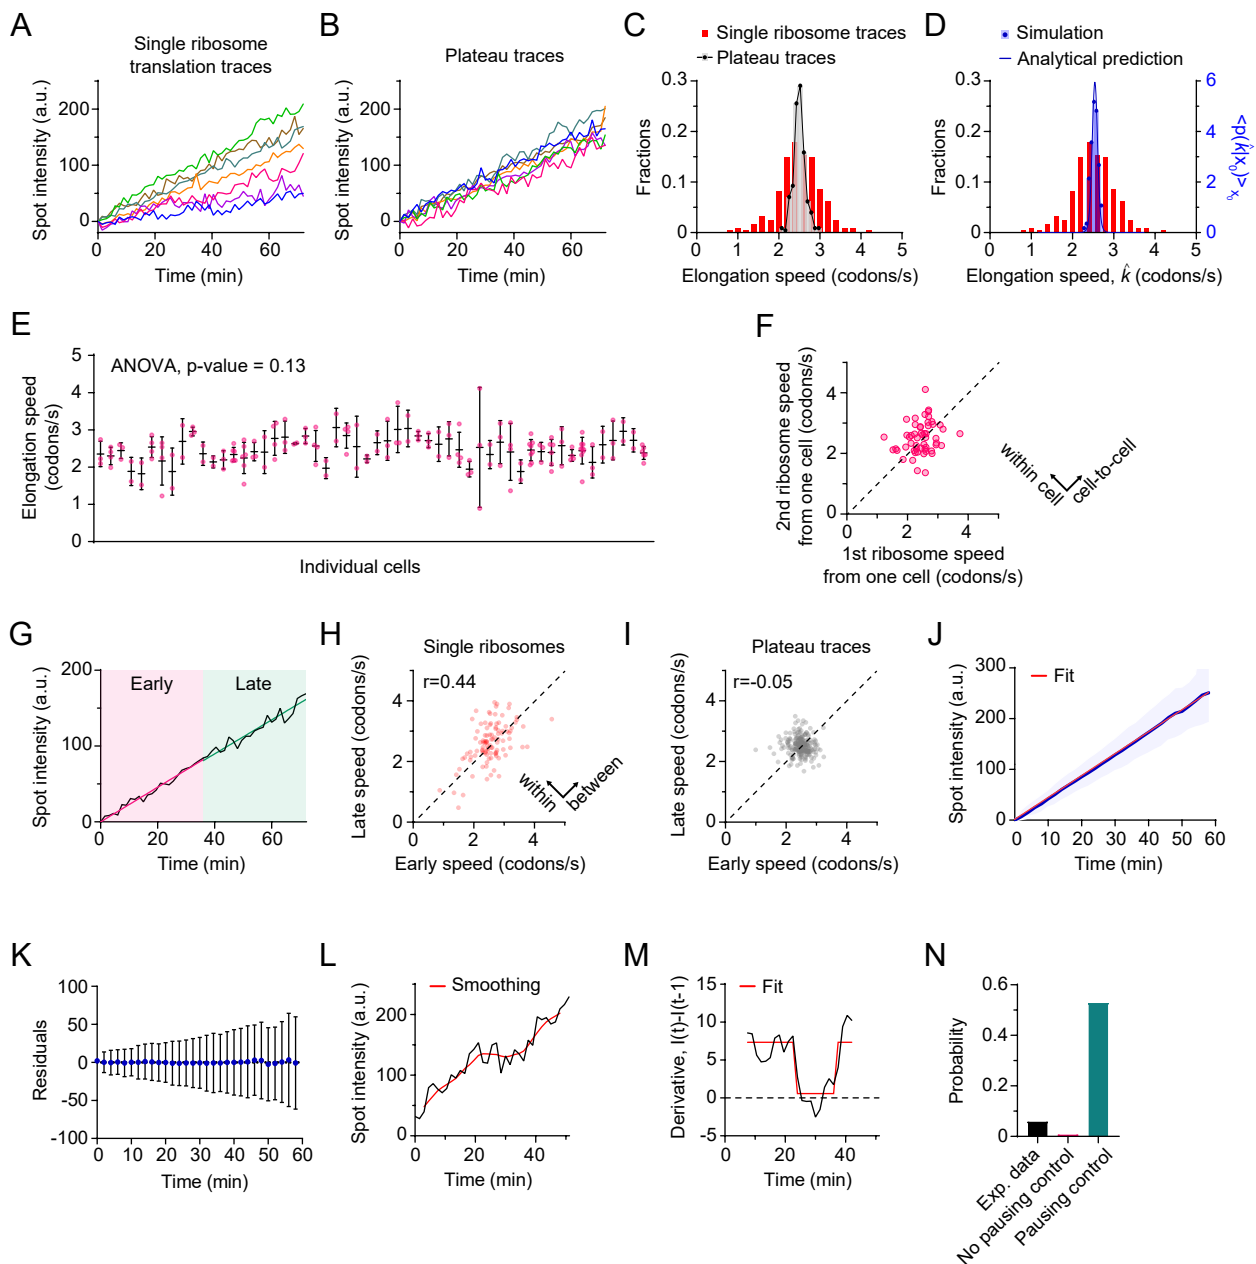 A
Single ribosome
translation traces
Spot intensity (a.u.)
200
100
0
0 20 40 60
Time (min)
B
Plateau traces
Spot intensity (a.u.)
200
100
0
0 20 40 60
Time (min)
C
Single ribosome traces
Plateau traces
Fractions
0.3
0.2
0.1
0
0 1 2 3 4 5
Elongation speed (codons/s)
D
Simulation
Analytical prediction
Fractions
0.3
0.2
0.1
0
0 1 2 3 4 5
6
4
2
0
<p(k̂|x₀)>ₓ₀
Elongation speed, k̂ (codons/s)
E
ANOVA, p-value = 0.13
Elongation speed
(codons/s)
5
4
3
2
1
0
Individual cells
F
2nd ribosome speed
from one cell (codons/s)
4
2
0
0 2 4
1st ribosome speed
from one cell (codons/s)
within cell
cell-to-cell
G
Early Late
Spot intensity (a.u.)
200
100
0
0 20 40 60
Time (min)
H
Single ribosomes
r=0.44
Late speed (codons/s)
4
2
0
0 2 4
Early speed (codons/s)
within
between
I
Plateau traces
r=-0.05
Late speed (codons/s)
4
2
0
0 2 4
Early speed (codons/s)
J
Fit
Spot intensity (a.u.)
300
200
100
0
0 10 20 30 40 50 60
Time (min)
K
Residuals
100
50
0
-50
-100
0 10 20 30 40 50 60
Time (min)
L
Smoothing
Spot intensity (a.u.)
200
100
0
0 20 40
Time (min)
M
Fit
Derivative, I(t)-I(t-1)
15
10
5
0
-5
0 20 40
Time (min)
N
Probability
0.6
0.4
0.2
0
Exp. data
No pausing control
Pausing control